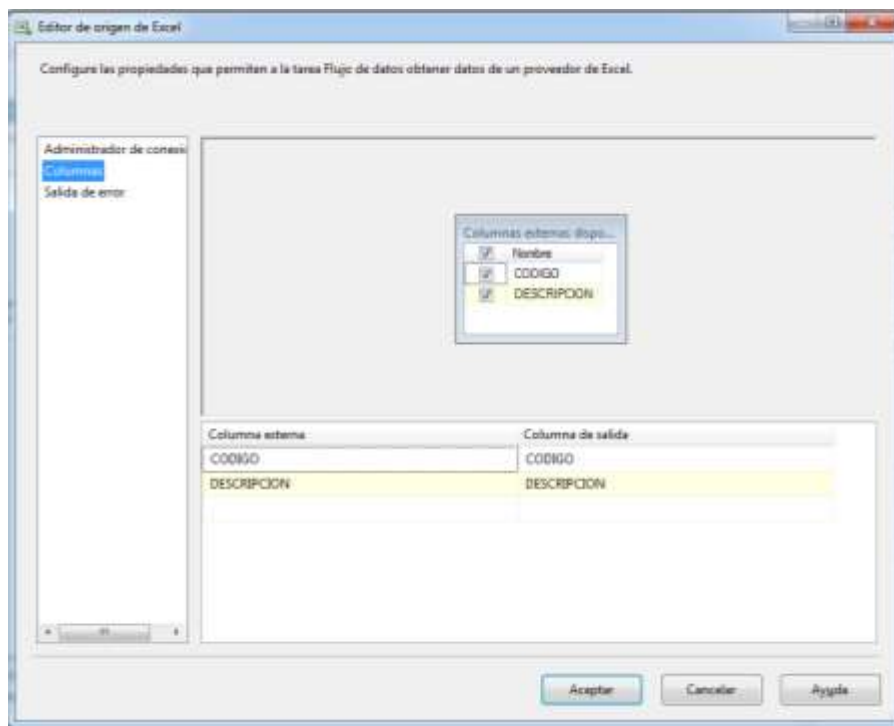 Editor de origen de Excel
Configure las propiedades que permiten a la tarea Flujo de datos obtener datos de un proveedor de Excel.
Administrador de conexi
Columnas
Salida de error
Columnas externas dispo...
Nombre
CODIGO
DESCRIPCION
Columna externa Columna de salida
CODIGO CODIGO
DESCRIPCION DESCRIPCION
Aceptar Cancelar Ayuda